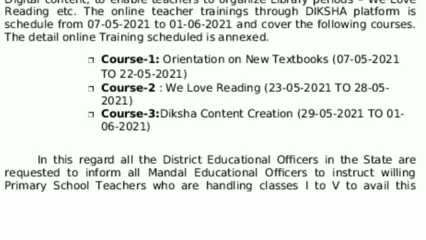 Digital content, to enable teachers to organize Library periods – We Love
Reading etc. The online teacher trainings through DIKSHA platform is
schedule from 07-05-2021 to 01-06-2021 and cover the following courses.
The detail online Training scheduled is annexed.
❒ Course-1: Orientation on New Textbooks (07-05-2021
TO 22-05-2021)
❒ Course-2 : We Love Reading (23-05-2021 TO 28-05-
2021)
❒ Course-3:Diksha Content Creation (29-05-2021 TO 01-
06-2021)
In this regard all the District Educational Officers in the State are
requested to inform all Mandal Educational Officers to instruct willing
Primary School Teachers who are handling classes I to V to avail this